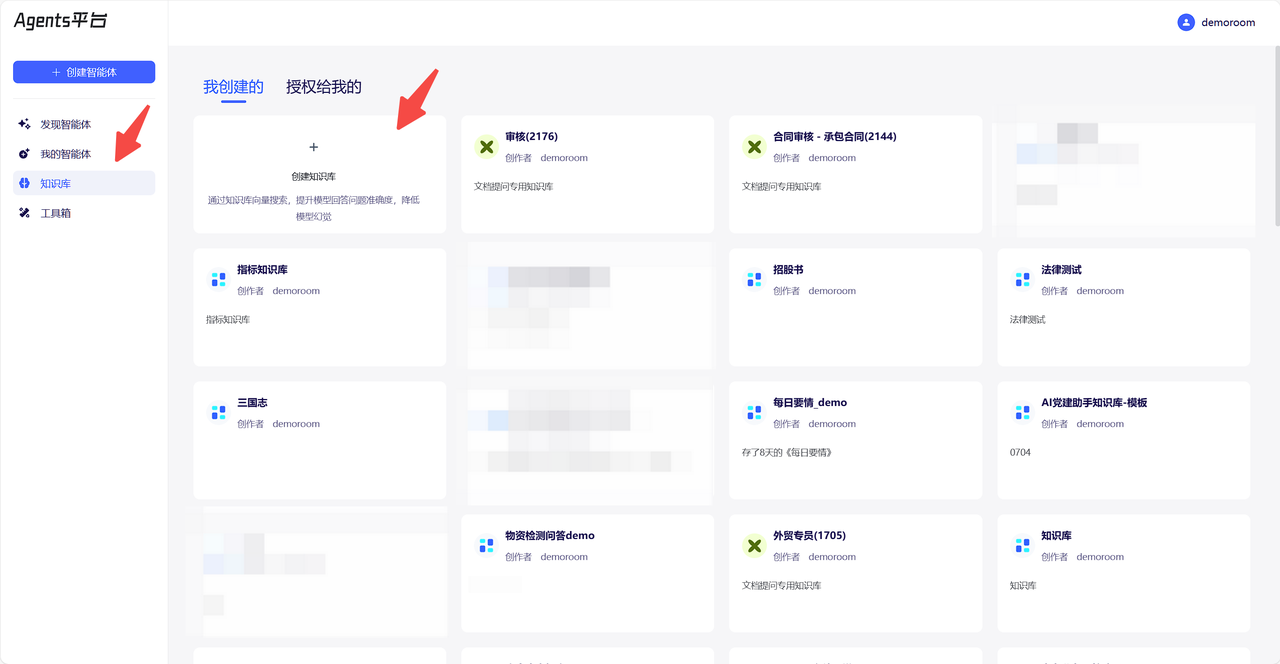 Agents平台
demoroom
+ 创建智能体
发现智能体
我的智能体
知识库
工具箱
我创建的
授权给我的
+
创建知识库
通过知识库向量搜索，提升模型回答问题准确度，降低
模型幻觉
审核(2176)
创作者 demoroom
文档提问专用知识库
合同审核 - 承包合同(2144)
创作者 demoroom
文档提问专用知识库
指标知识库
创作者 demoroom
指标知识库
招股书
创作者 demoroom
法律测试
创作者 demoroom
法律测试
三国志
创作者 demoroom
每日要情_demo
创作者 demoroom
存了8天的《每日要情》
AI党建助手知识库-模板
创作者 demoroom
0704
物资检测问答demo
创作者 demoroom
外贸专员(1705)
创作者 demoroom
文档提问专用知识库
知识库
创作者 demoroom
知识库